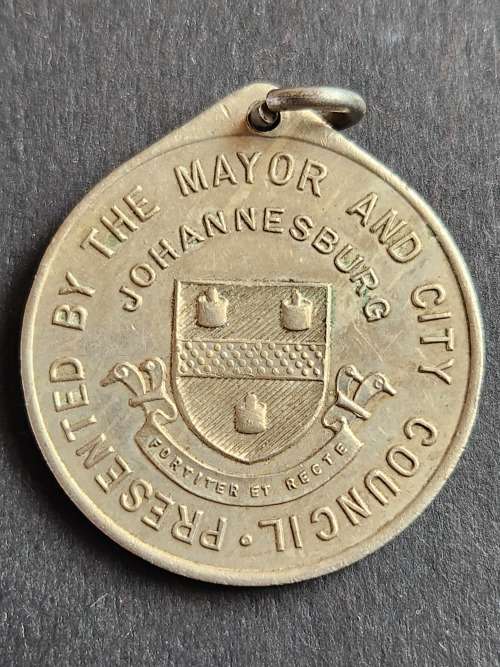 PRESENTED BY THE MAYOR AND CITY COUNCIL •
JOHANNESBURG
FORTITER ET RECTE